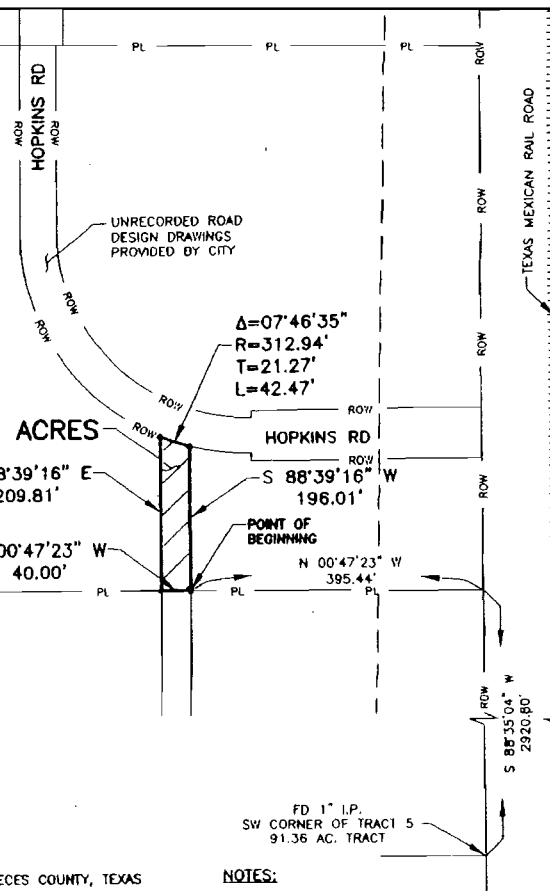 PL PL PL
ROW
HOPKINS RD
ROW
ROW
ROW
TEXAS MEXICAN RAIL ROAD
UNRECORDED ROAD
DESIGN DRAWINGS
PROVIDED BY CITY
ROW
ROW
ROW
ROW
Δ=07°46'35"
R=312.94'
T=21.27'
L=42.47'
ROW
ROW
ACRES
ROW
HOPKINS RD
ROW
8°39'16" E
209.81'
S 88°39'16" W
196.01'
ROW
POINT OF
BEGINNING
00°47'23" W
40.00'
N 00°47'23" W
395.44'
PL PL PL
ROW
S 88°35'04" W
2920.80'
FD 1" I.P.
SW CORNER OF TRACT 5
91.36 AC. TRACT
ECES COUNTY, TEXAS
NOTES: